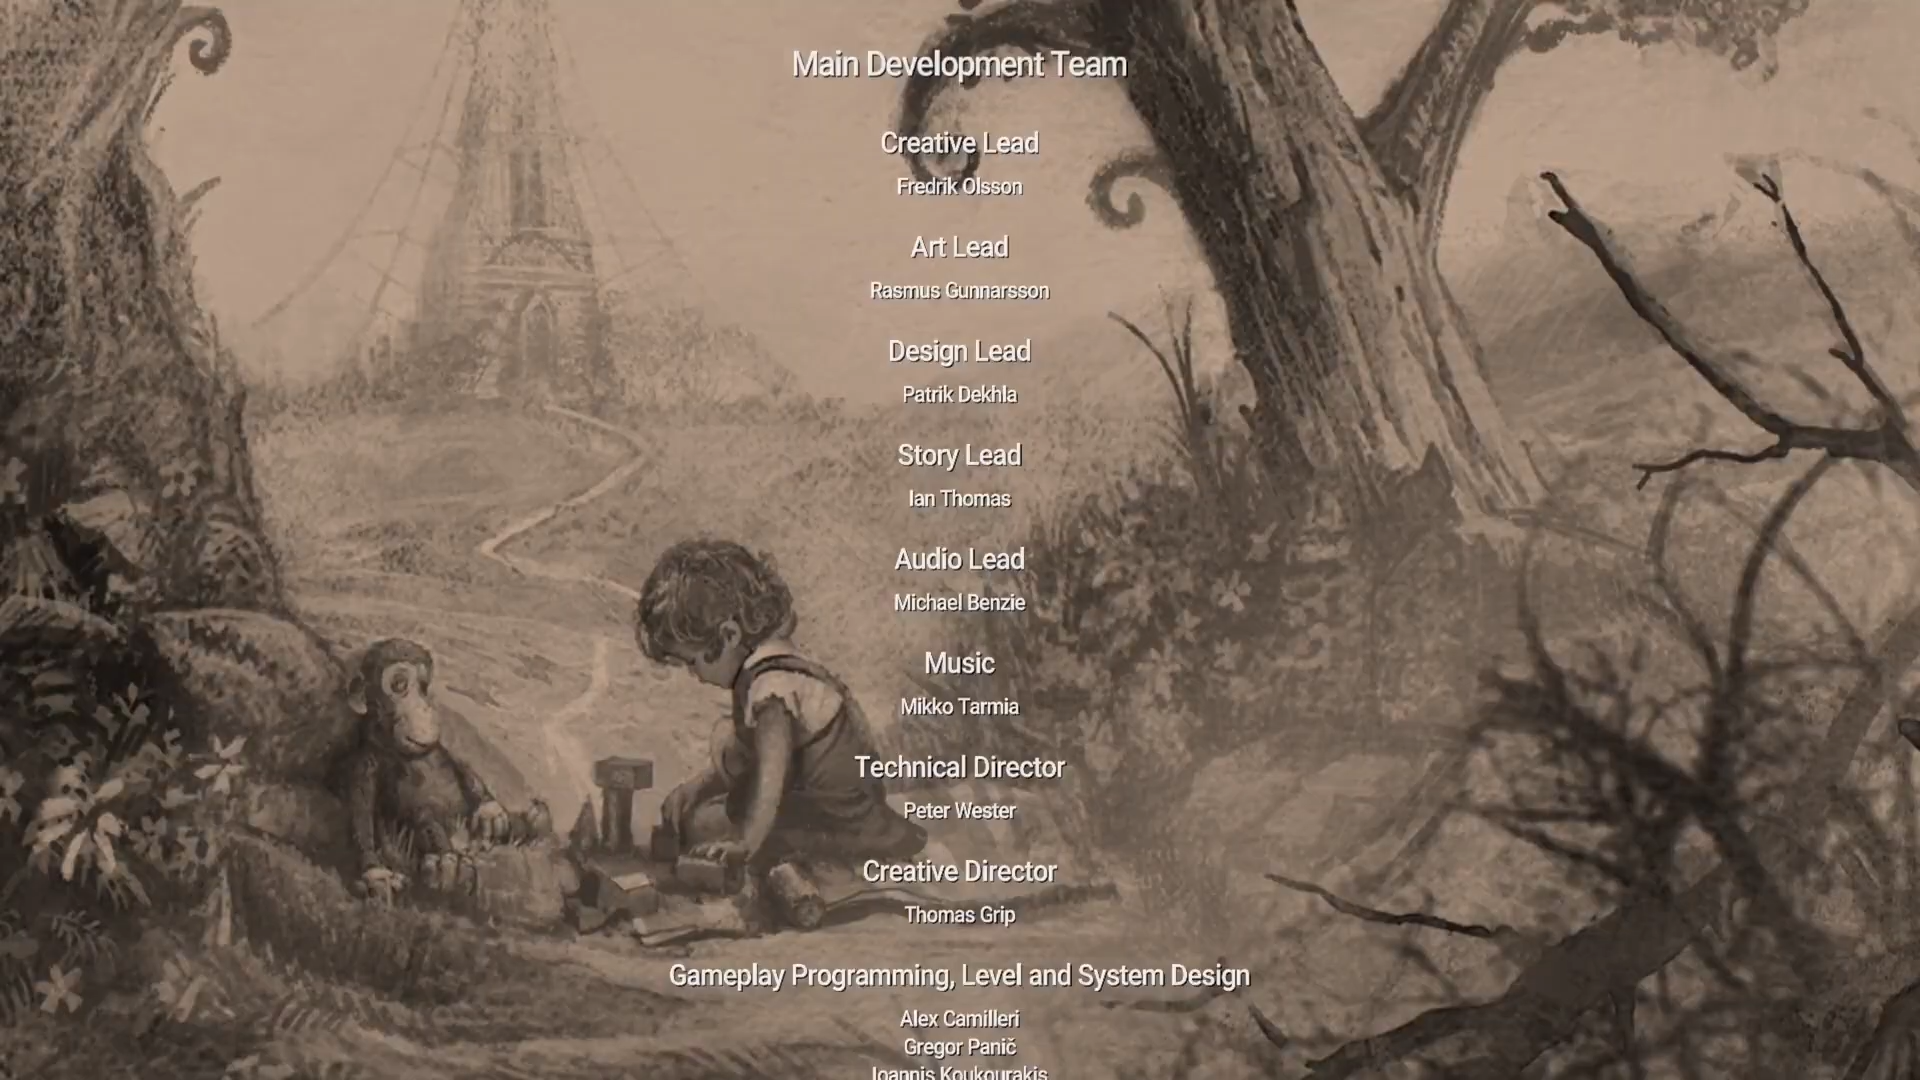 Main Development Team
Creative Lead
Fredrik Olsson
Art Lead
Rasmus Gunnarsson
Design Lead
Patrik Dekhla
Story Lead
Ian Thomas
Audio Lead
Michael Benzie
Music
Mikko Tarmia
Technical Director
Peter Wester
Creative Director
Thomas Grip
Gameplay Programming, Level and System Design
Alex Camilleri
Gregor Panič
Ioannis Koukourakis